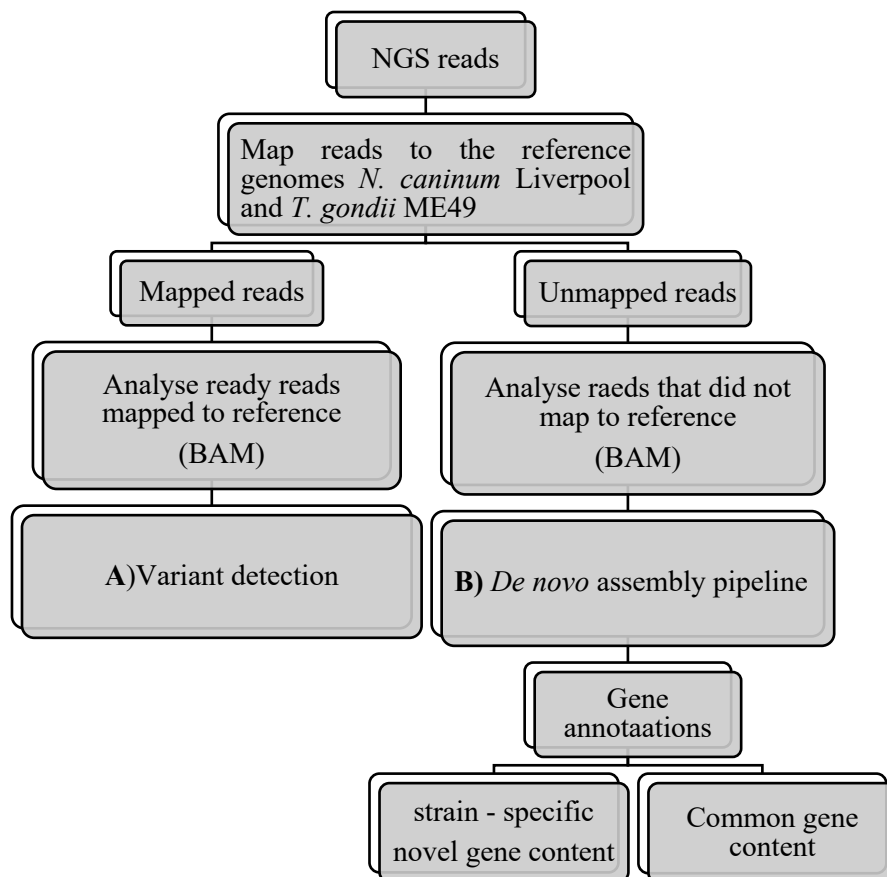 NGS reads
Map reads to the reference
genomes N. caninum Liverpool
and T. gondii ME49
Mapped reads
Unmapped reads
Analyse ready reads
mapped to reference
(BAM)
Analyse raeds that did not
map to reference
(BAM)
A)Variant detection
B) De novo assembly pipeline
Gene
annotaations
strain - specific
novel gene content
Common gene
content